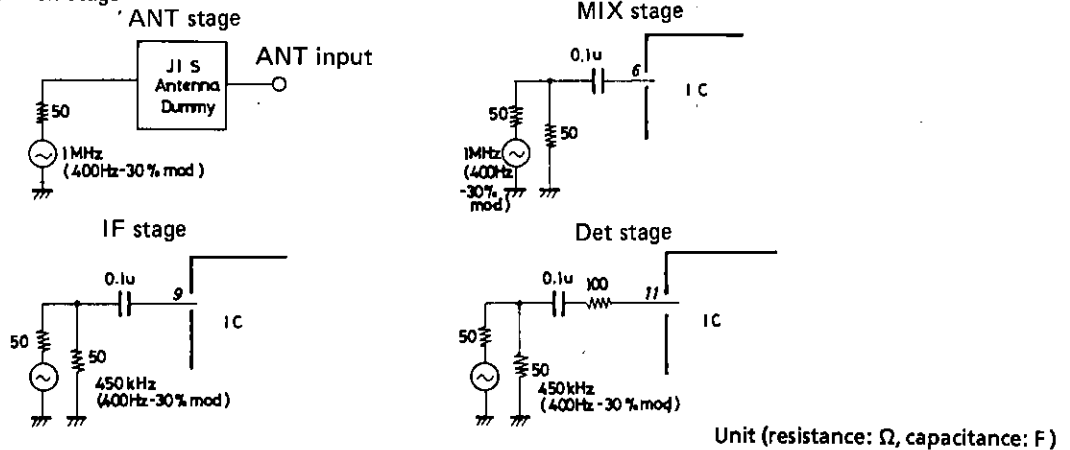 ANT stage
JIS
Antenna
Dummy
ANT input
50
1MHz
(400Hz-30% mod)
MIX stage
0.1u
6
IC
50
50
1MHz
(400Hz
-30%
mod)
IF stage
0.1u
9
IC
50
50
450kHz
(400Hz-30% mod)
Det stage
0.1u
100
11
IC
50
50
450kHz
(400Hz-30% mod)
Unit (resistance: Ω, capacitance: F)